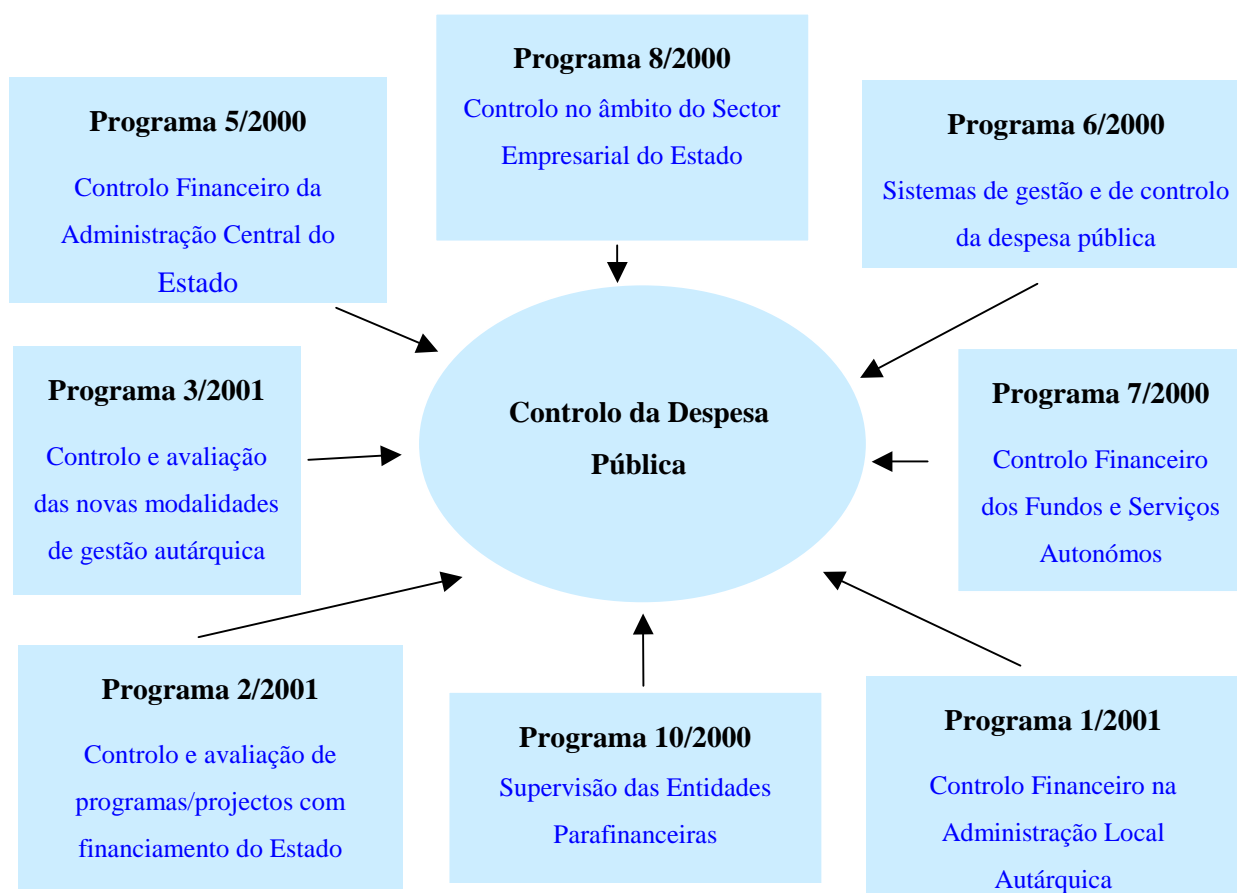 Programa 8/2000
Controlo no âmbito do Sector
Empresarial do Estado
Programa 5/2000
Controlo Financeiro da
Administração Central do
Estado
Programa 6/2000
Sistemas de gestão e de controlo
da despesa pública
Programa 3/2001
Controlo e avaliação
das novas modalidades
de gestão autárquica
Controlo da Despesa
Pública
Programa 7/2000
Controlo Financeiro
dos Fundos e Serviços
Autonómos
Programa 2/2001
Controlo e avaliação de
programas/projectos com
financiamento do Estado
Programa 10/2000
Supervisão das Entidades
Parafinanceiras
Programa 1/2001
Controlo Financeiro na
Administração Local
Autárquica